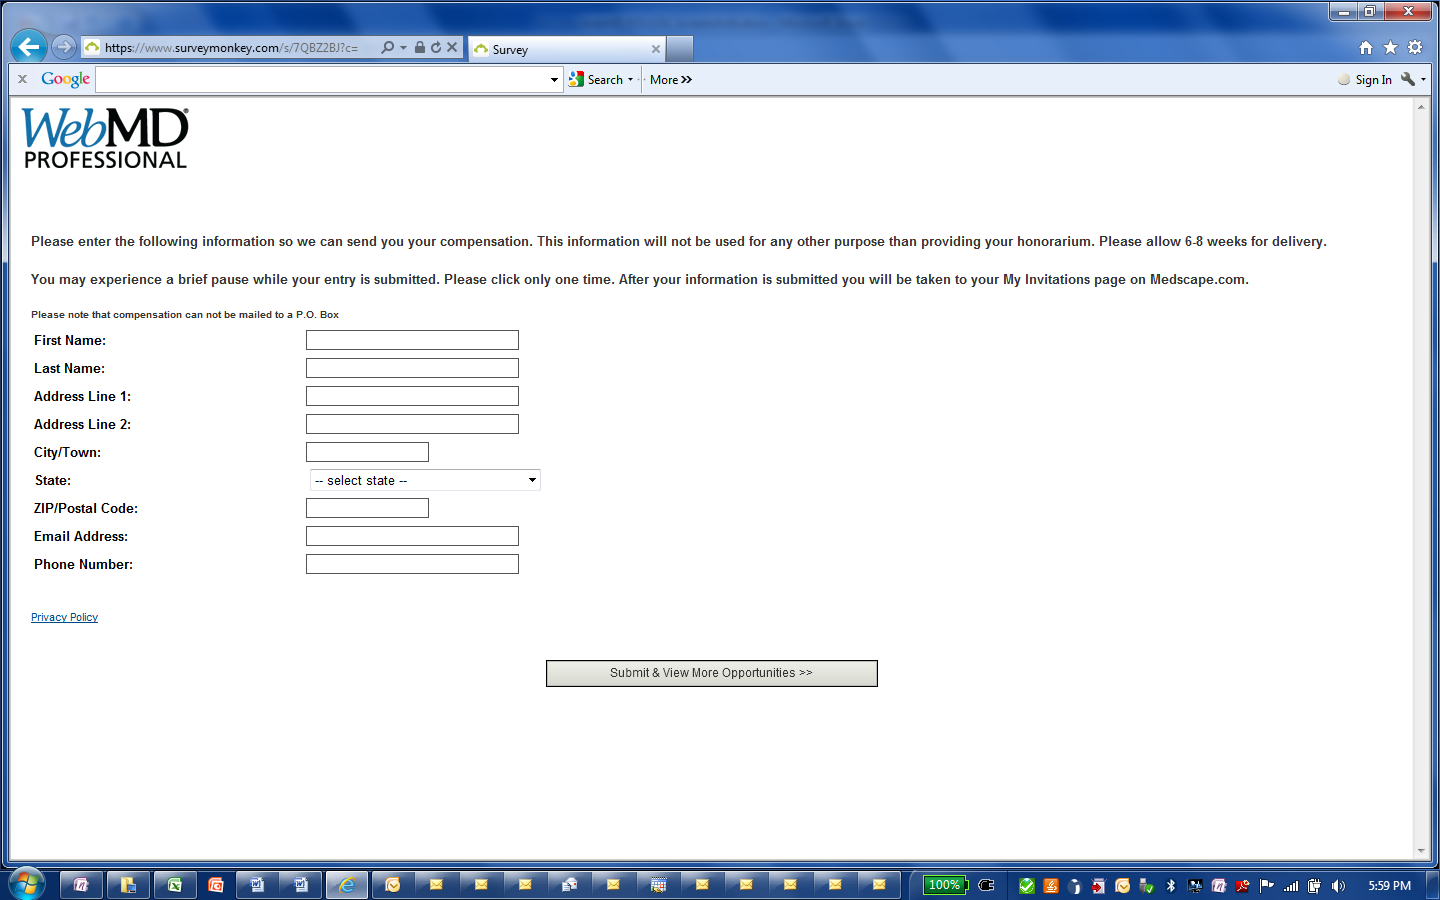 https://www.surveymonkey.com/s/7QBZ2BJ?c=
Survey
x Google
Search
More
Sign In
WebMD®
PROFESSIONAL
Please enter the following information so we can send you your compensation. This information will not be used for any other purpose than providing your honorarium. Please allow 6-8 weeks for delivery.
You may experience a brief pause while your entry is submitted. Please click only one time. After your information is submitted you will be taken to your My Invitations page on Medscape.com.
Please note that compensation can not be mailed to a P.O. Box
First Name:
Last Name:
Address Line 1:
Address Line 2:
City/Town:
State:
-- select state --
ZIP/Postal Code:
Email Address:
Phone Number:
Privacy Policy
Submit & View More Opportunities >>
100%
5:59 PM